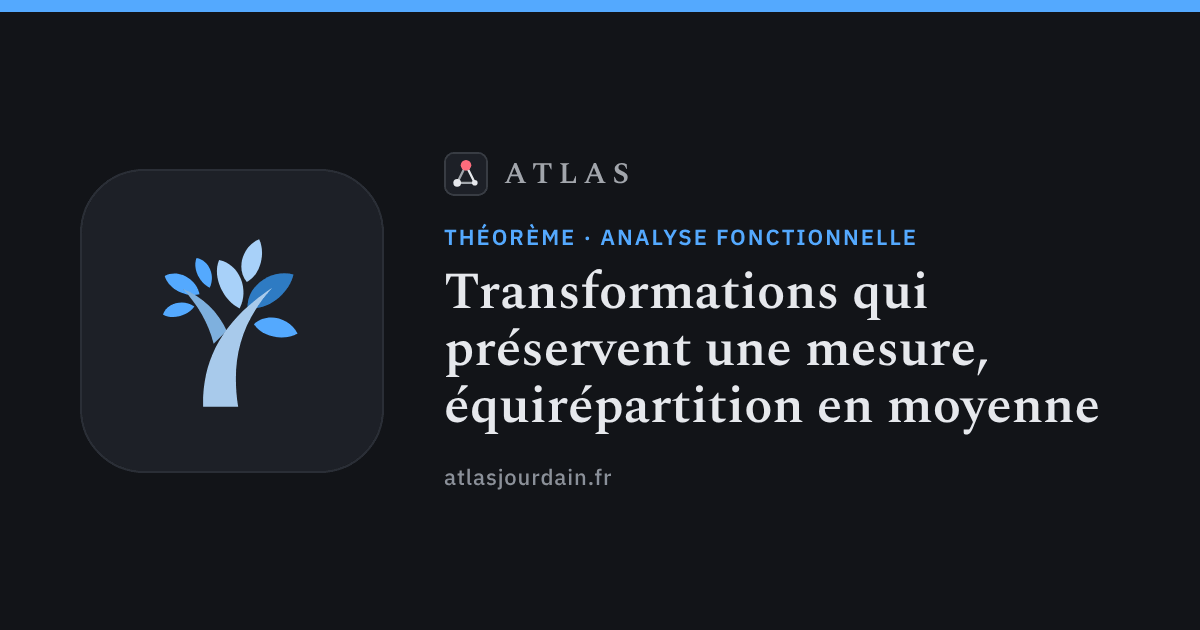 ATLAS
THÉORÈME · ANALYSE FONCTIONNELLE
Transformations qui
préservent une mesure,
équirépartition en moyenne
atlasjourdain.fr